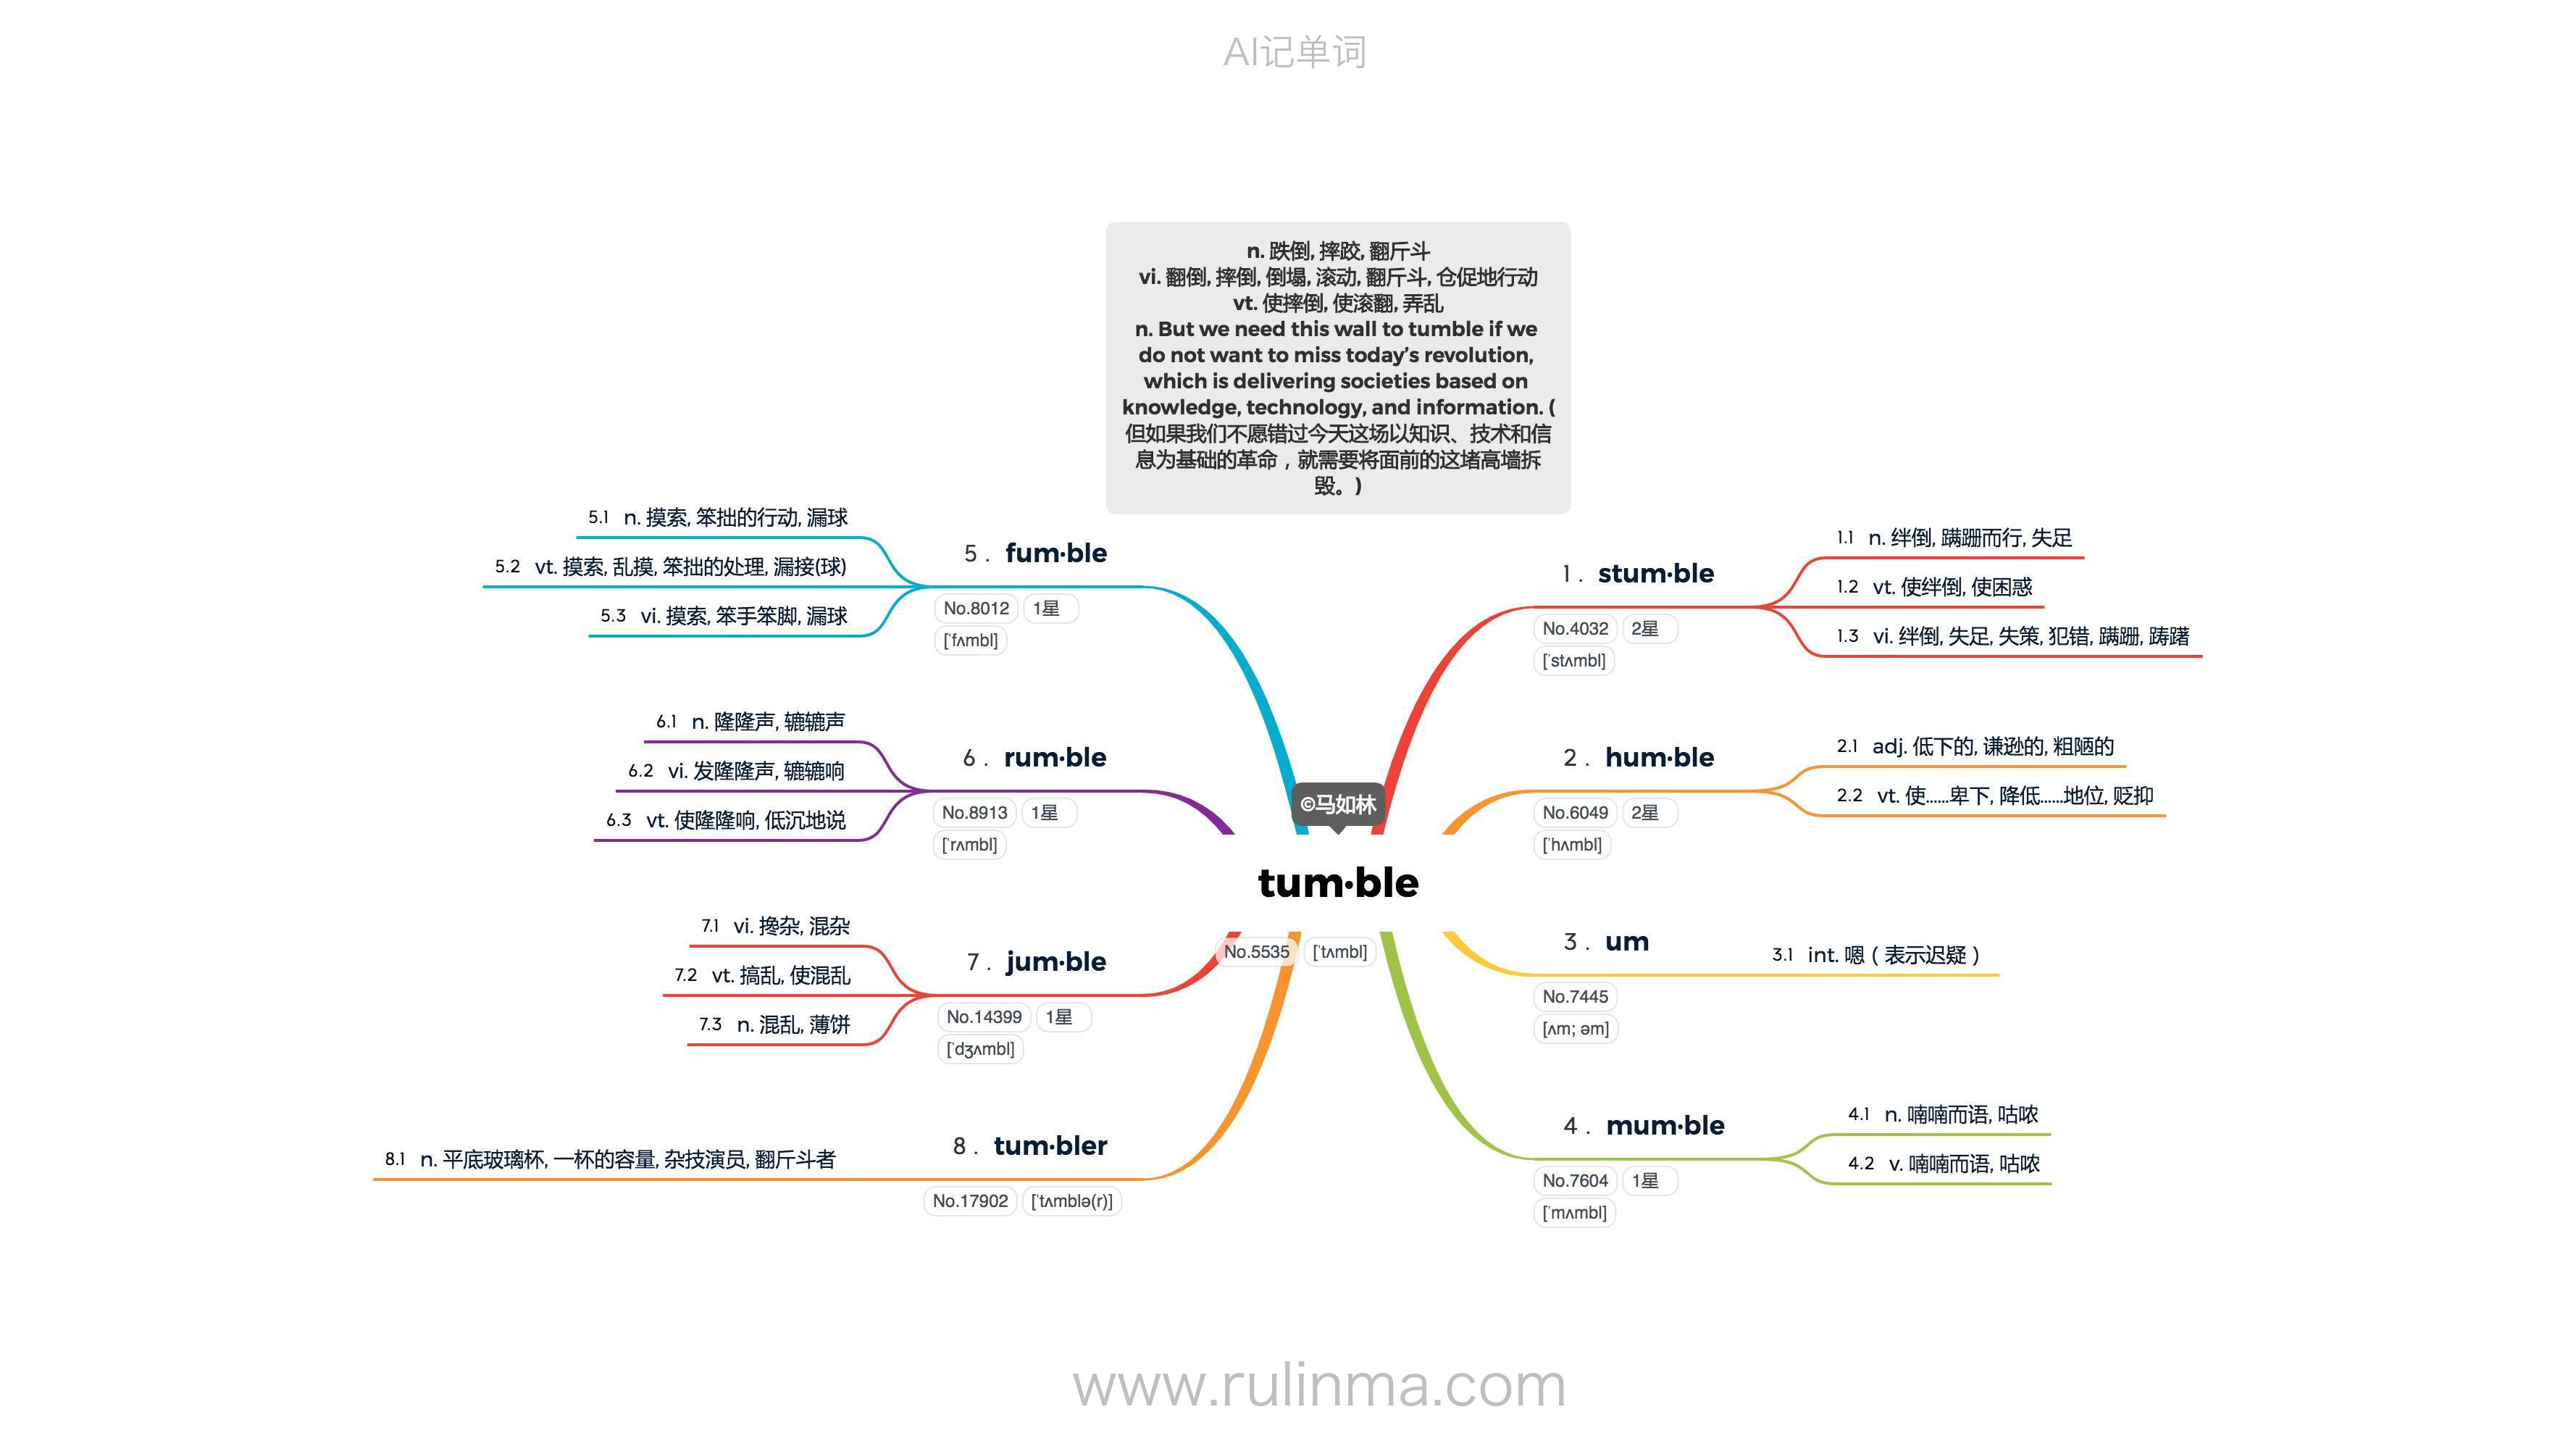 AI记单词
n. 跌倒, 摔跤, 翻斤斗
vi. 翻倒, 摔倒, 倒塌, 滚动, 翻斤斗, 仓促地行动
vt. 使摔倒, 使滚翻, 弄乱
n. But we need this wall to tumble if we
do not want to miss today’s revolution,
which is delivering societies based on
knowledge, technology, and information. (
但如果我们不愿错过今天这场以知识、技术和信
息为基础的革命，就需要将面前的这堵高墙拆
毁。)
©马如林
tum·ble
No.5535 [ˈtʌmbl]
1 . stum·ble
No.4032 2星
[ˈstʌmbl]
1.1 n. 绊倒, 蹒跚而行, 失足
1.2 vt. 使绊倒, 使困惑
1.3 vi. 绊倒, 失足, 失策, 犯错, 蹒跚, 踌躇
2 . hum·ble
No.6049 2星
[ˈhʌmbl]
2.1 adj. 低下的, 谦逊的, 粗陋的
2.2 vt. 使……卑下, 降低……地位, 贬抑
3 . um
No.7445
[ʌm; əm]
3.1 int. 嗯（表示迟疑）
4 . mum·ble
No.7604 1星
[ˈmʌmbl]
4.1 n. 喃喃而语, 咕哝
4.2 v. 喃喃而语, 咕哝
5 . fum·ble
No.8012 1星
[ˈfʌmbl]
5.1 n. 摸索, 笨拙的行动, 漏球
5.2 vt. 摸索, 乱摸, 笨拙的处理, 漏接(球)
5.3 vi. 摸索, 笨手笨脚, 漏球
6 . rum·ble
No.8913 1星
[ˈrʌmbl]
6.1 n. 隆隆声, 辘辘声
6.2 vi. 发隆隆声, 辘辘响
6.3 vt. 使隆隆响, 低沉地说
7 . jum·ble
No.14399 1星
[ˈdʒʌmbl]
7.1 vi. 搀杂, 混杂
7.2 vt. 搞乱, 使混乱
7.3 n. 混乱, 薄饼
8 . tum·bler
No.17902 [ˈtʌmblə(r)]
8.1 n. 平底玻璃杯, 一杯的容量, 杂技演员, 翻斤斗者
www.rulinma.com